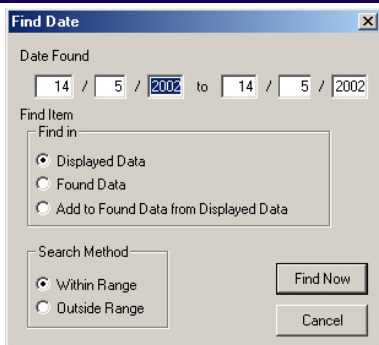 Find Date
Date Found
14 / 5 / 2002 to 14 / 5 / 2002
Find Item
Find in
Displayed Data
Found Data
Add to Found Data from Displayed Data
Search Method
Within Range
Outside Range
Find Now
Cancel